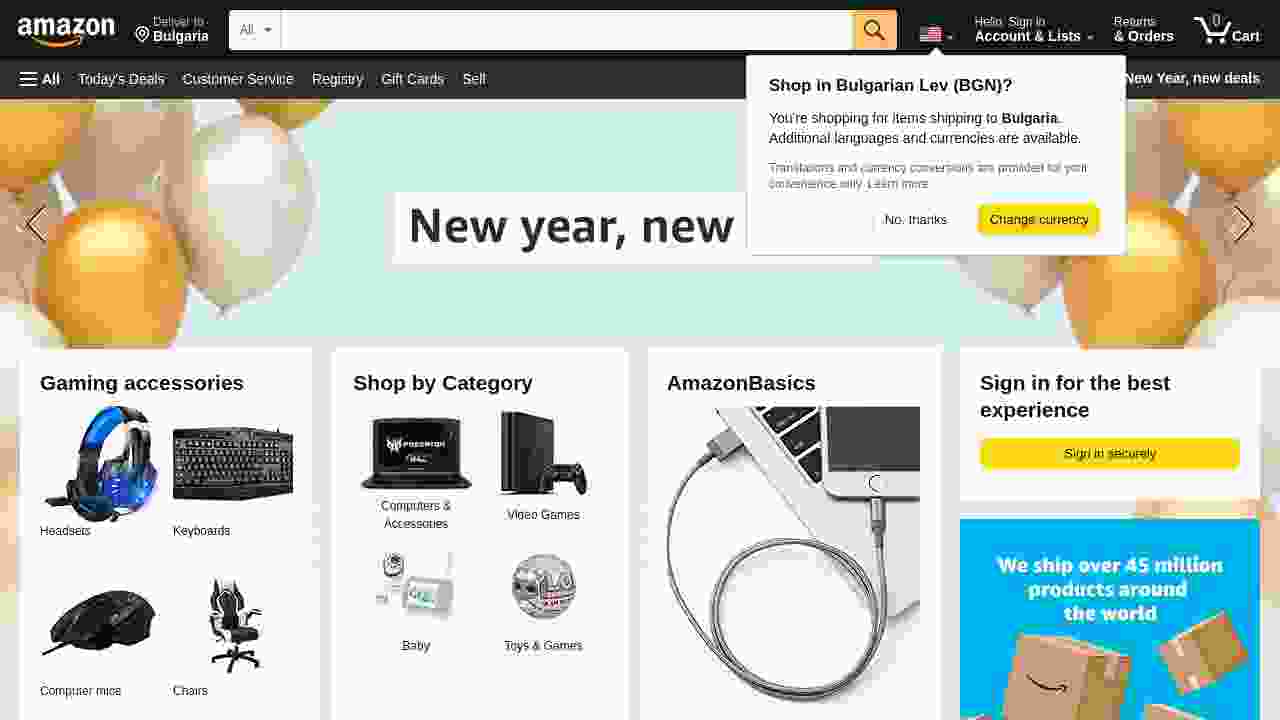 amazon
Deliver to
Bulgaria
All
Hello, Sign in
Account & Lists
Returns
& Orders
0
Cart
All
Today's Deals
Customer Service
Registry
Gift Cards
Sell
New Year, new deals
Shop in Bulgarian Lev (BGN)?
You're shopping for items shipping to Bulgaria.
Additional languages and currencies are available.
Translations and currency conversions are provided for your
convenience only. Learn more
No, thanks
Change currency
New year, new
Gaming accessories
Headsets
Keyboards
Computer mice
Chairs
Shop by Category
PREDATOR
Computers &
Accessories
Video Games
Baby
Toys & Games
AmazonBasics
Sign in for the best
experience
Sign in securely
We ship over 45 million
products around
the world